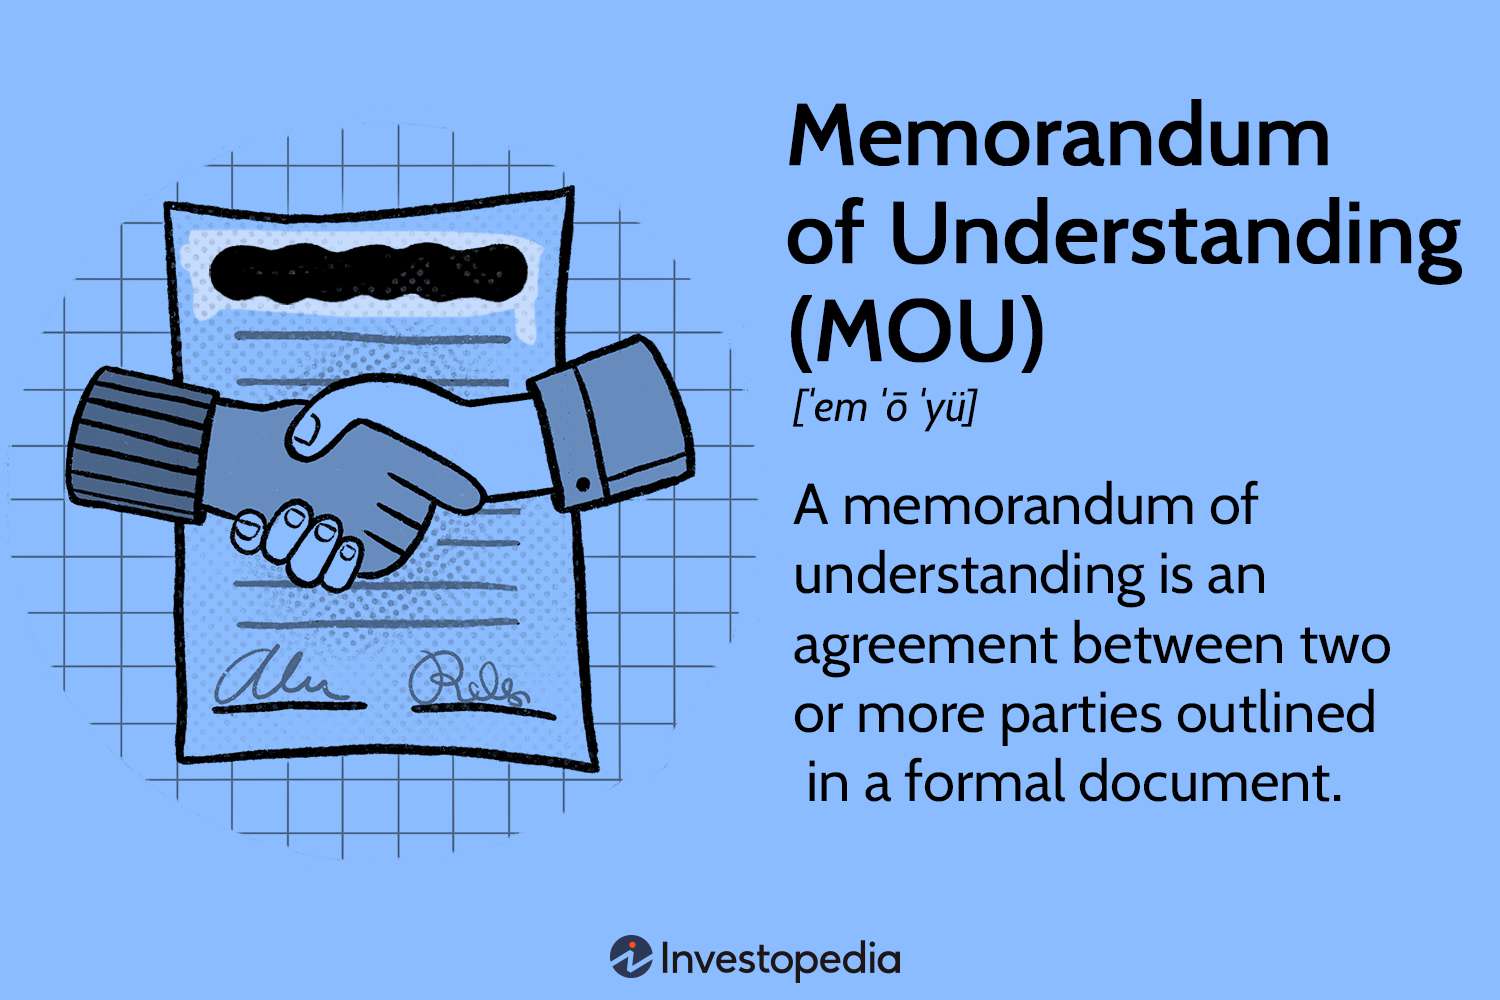 Memorandum
of Understanding
(MOU)
[ˈem ˈō ˈyü]
A memorandum of
understanding is an
agreement between two
or more parties outlined
in a formal document.
Investopedia